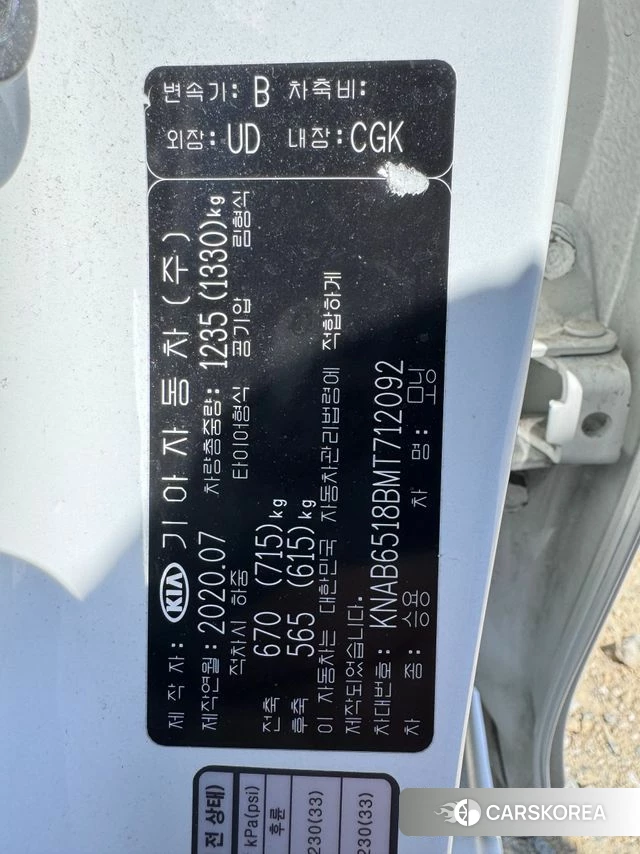 변속기: B 차축비:
외장: UD 내장: CGK
제작자: KIA 기아자동차(주)
제작연월: 2020.07 차량총중량: 1235(1330)kg
적차시 하중 타이어형식 공기압 림형식
전축 670 (715)kg
후축 565 (615)kg
이 자동차는 대한민국 자동차관리법령에 적합하게
제작되었습니다.
차대번호: KNAB6518BMT712092
차 종: 승용 차 명: 모닝
전 상태)
kPa(psi)
후륜
230(33)
230(33)
CARSKOREA